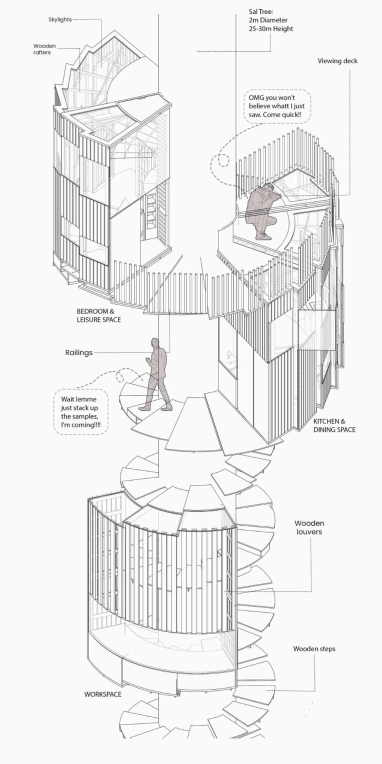 Sal Tree:
2m Diameter
25-30m Height
Skylights
Wooden
rafters
Viewing deck
OMG you won't
believe whatt I just
saw. Come quick!!
BEDROOM &
LEISURE SPACE
Railings
Wait lemme
just stack up
the samples,
I'm coming!!!!
KITCHEN &
DINING SPACE
Wooden
louvers
Wooden steps
WORKSPACE